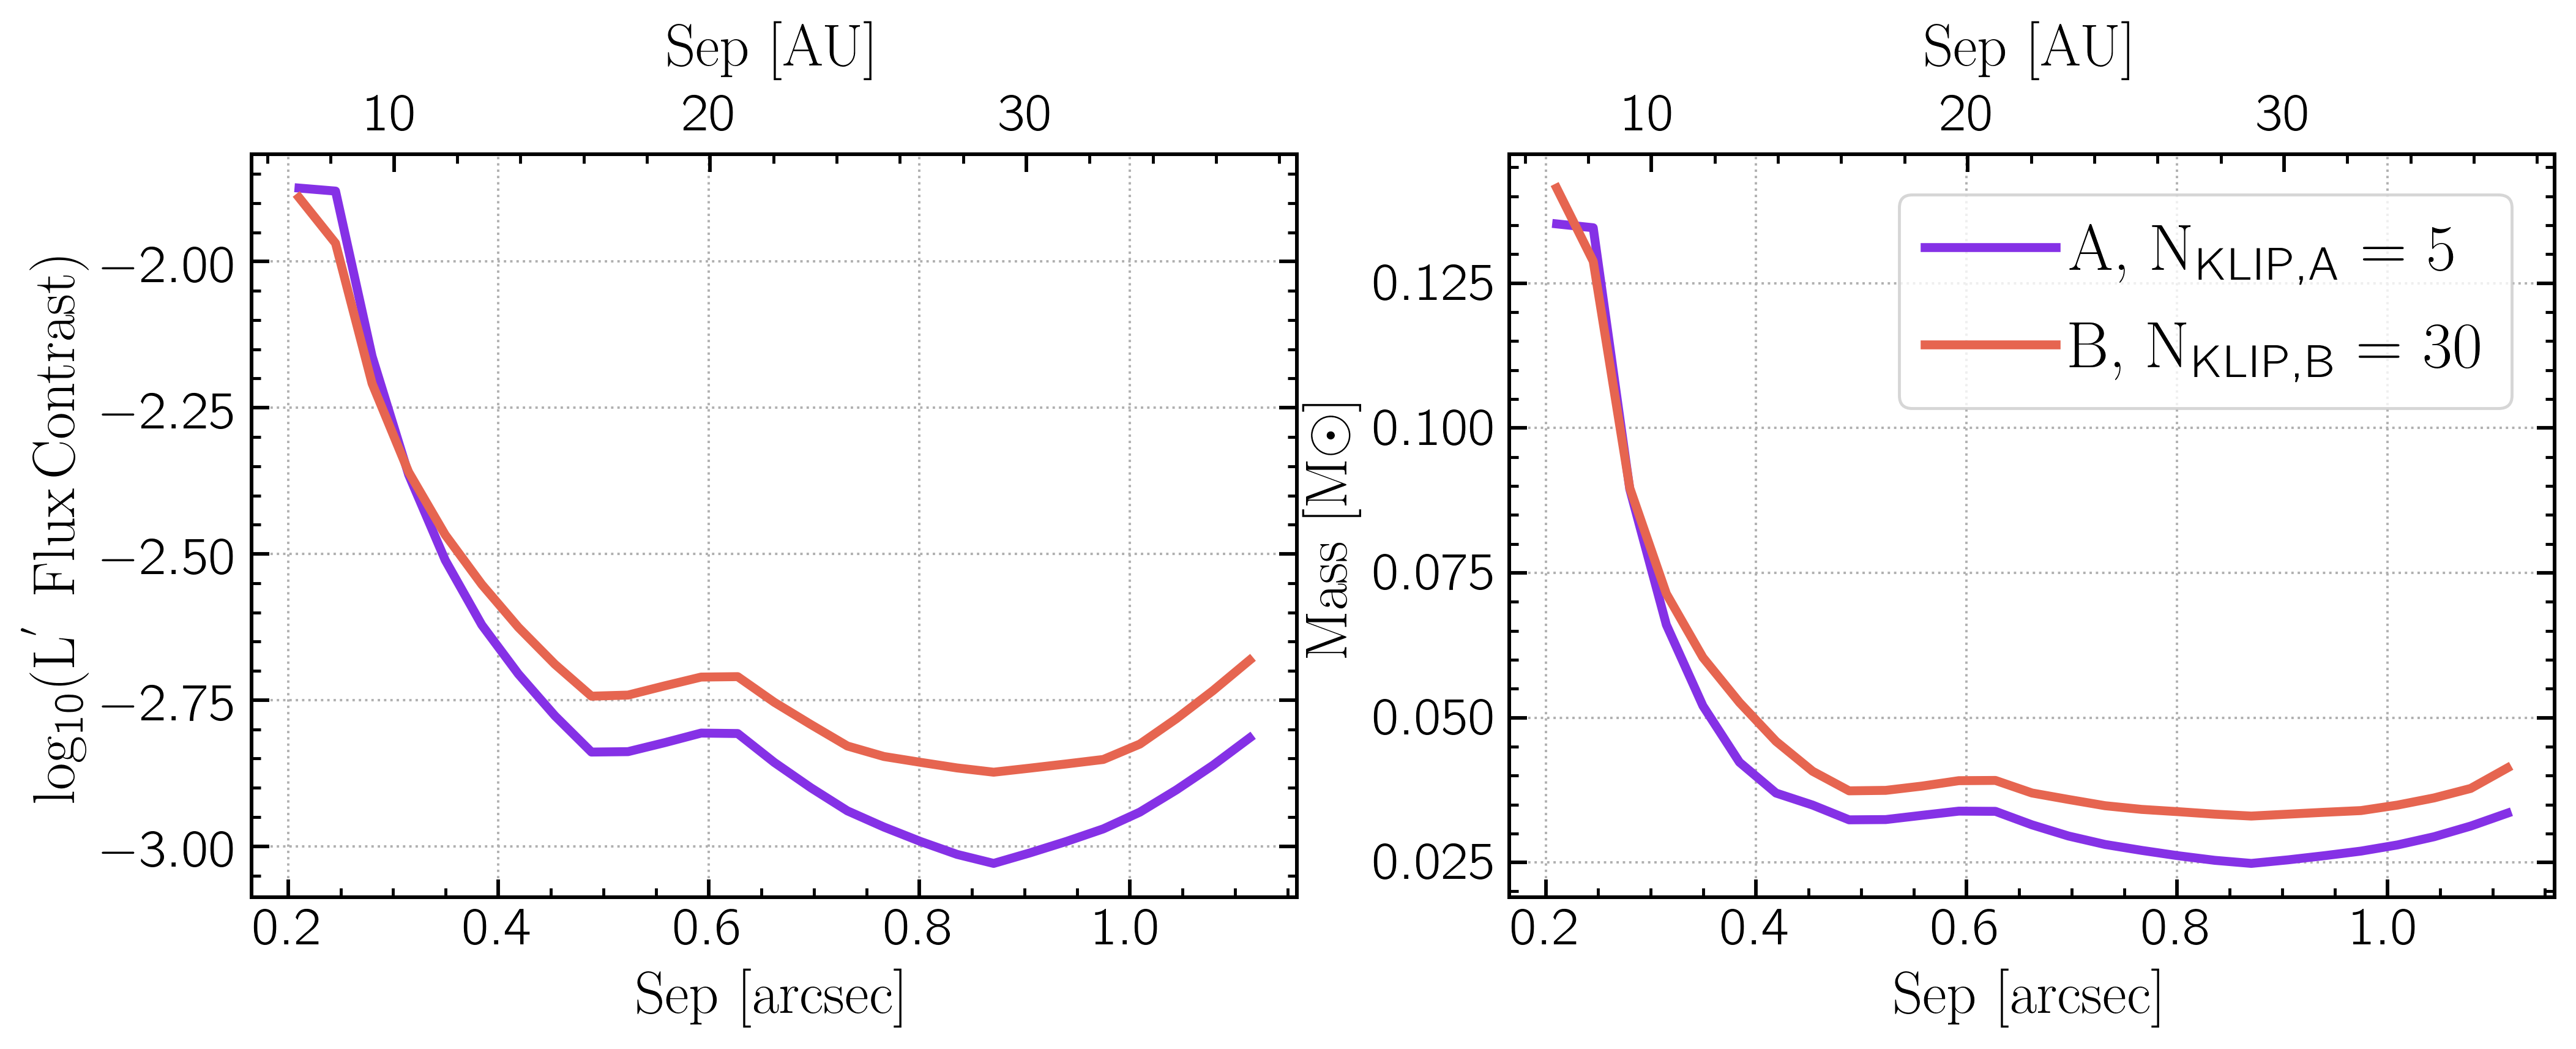 Sep [AU]
10 20 30
log10(L′ Flux Contrast)
−2.00
−2.25
−2.50
−2.75
−3.00
0.2 0.4 0.6 0.8 1.0
Sep [arcsec]
Sep [AU]
10 20 30
Mass [M⊙]
0.125
0.100
0.075
0.050
0.025
A, NKLIP,A = 5
B, NKLIP,B = 30
0.2 0.4 0.6 0.8 1.0
Sep [arcsec]